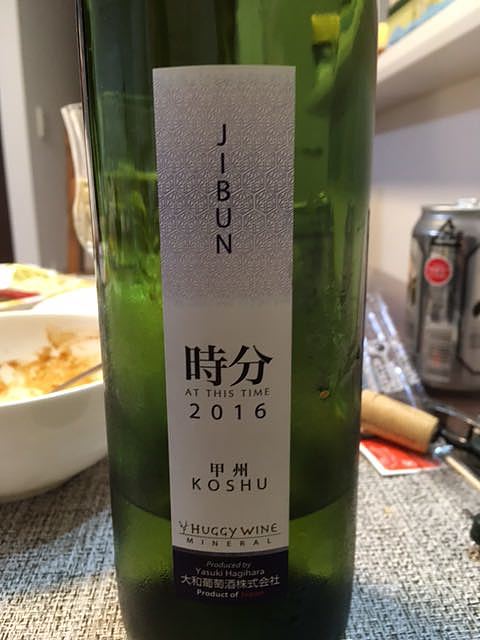 JIBUN
時分
AT THIS TIME
2016
甲州
KOSHU
HUGGY WINE
MINERAL
Produced by
Yasuki Hagihara
大和葡萄酒株式会社
Product of Japan